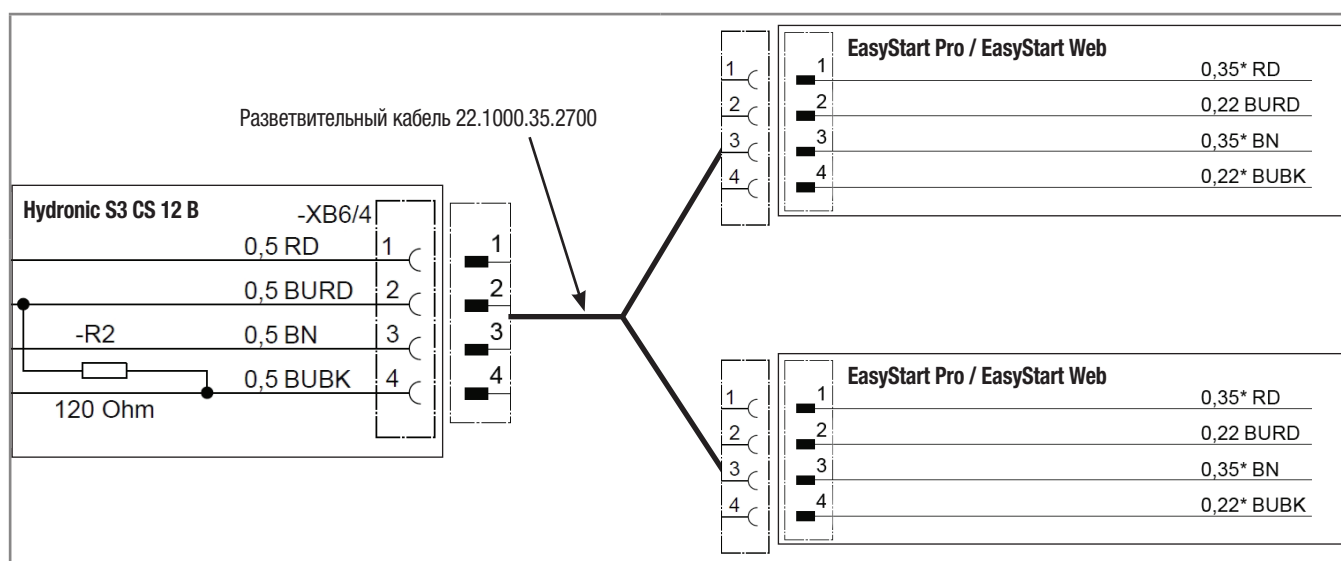 EasyStart Pro / EasyStart Web
1
1
0,35* RD
2
2
0,22 BURD
3
3
0,35* BN
4
4
0,22* BUBK
Разветвительный кабель 22.1000.35.2700
Hydronic S3 CS 12 B
-XB6/4
0,5 RD
1
1
0,5 BURD
2
2
-R2
0,5 BN
3
3
0,5 BUBK
4
4
120 Ohm
EasyStart Pro / EasyStart Web
1
1
0,35* RD
2
2
0,22 BURD
3
3
0,35* BN
4
4
0,22* BUBK